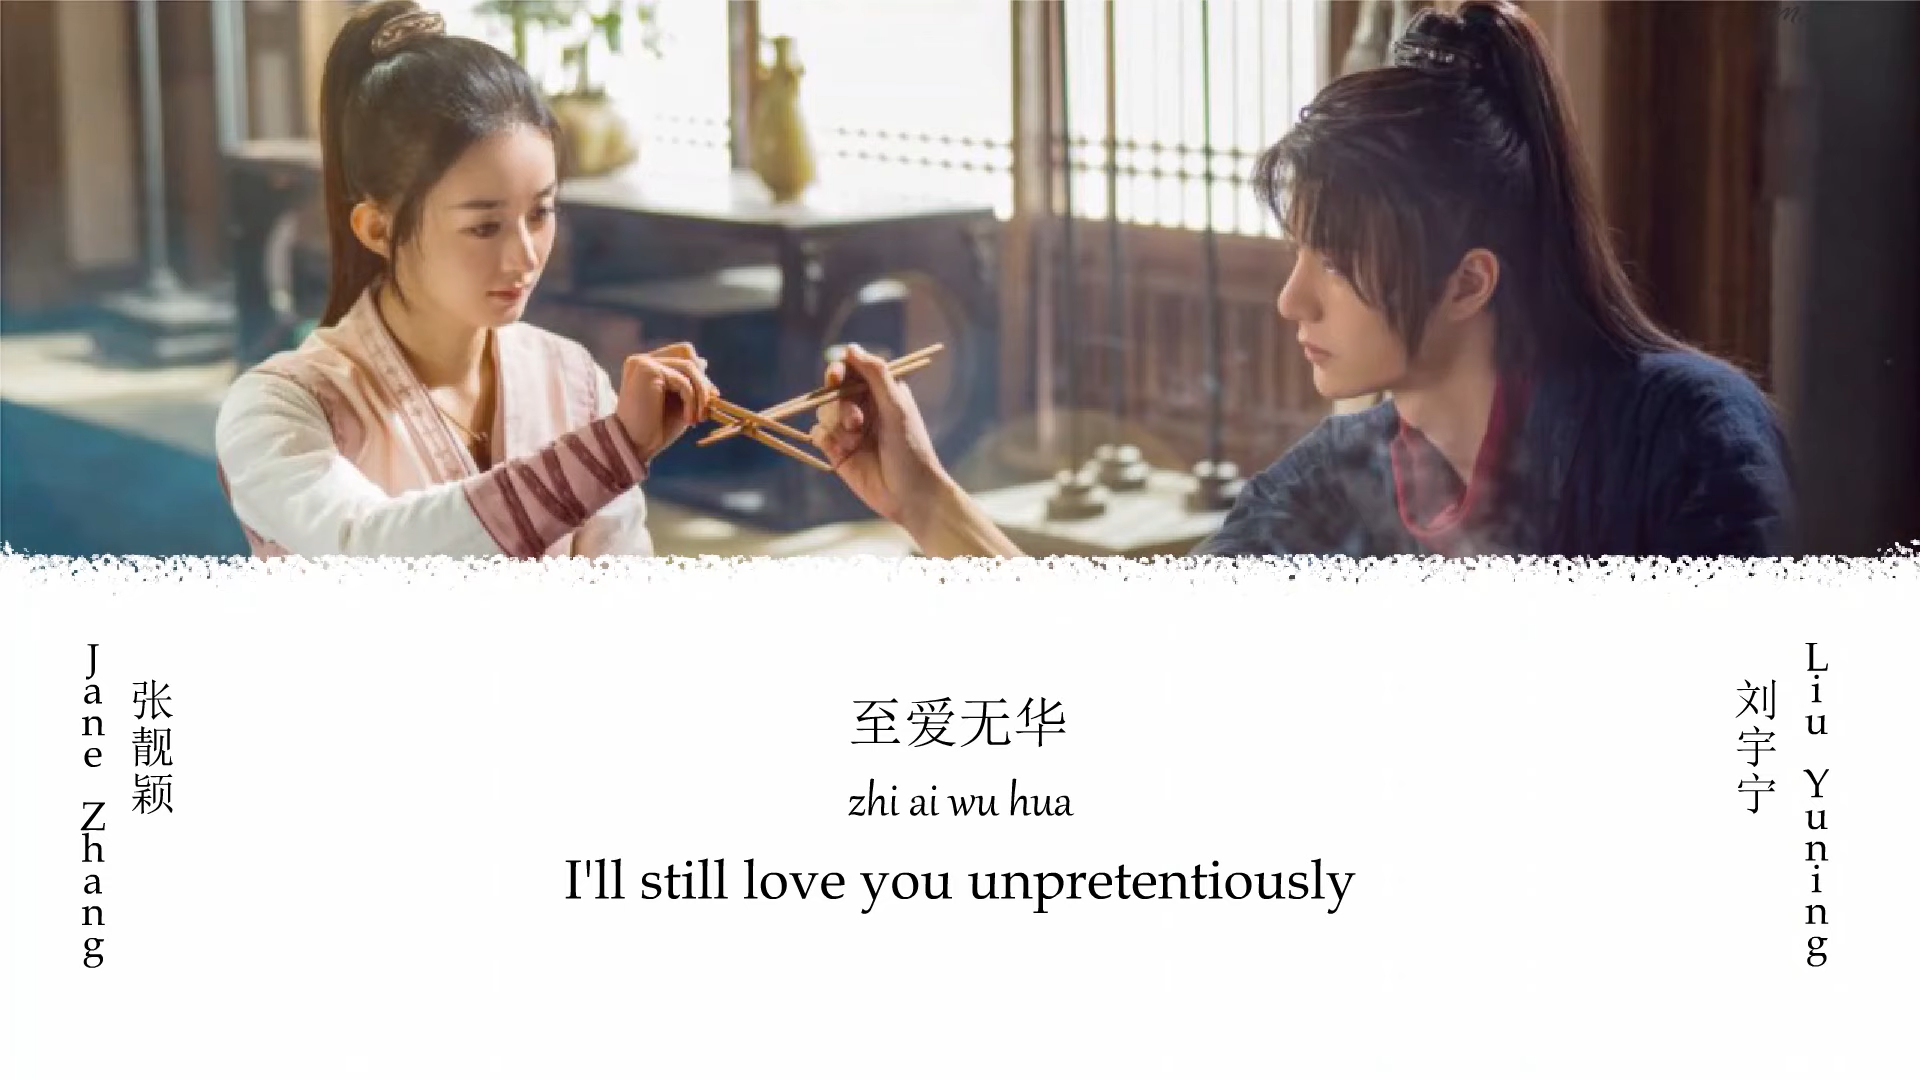 Jane Zhang
张靓颖
至爱无华
zhi ai wu hua
I'll still love you unpretentiously
刘宇宁
Liu Yuning